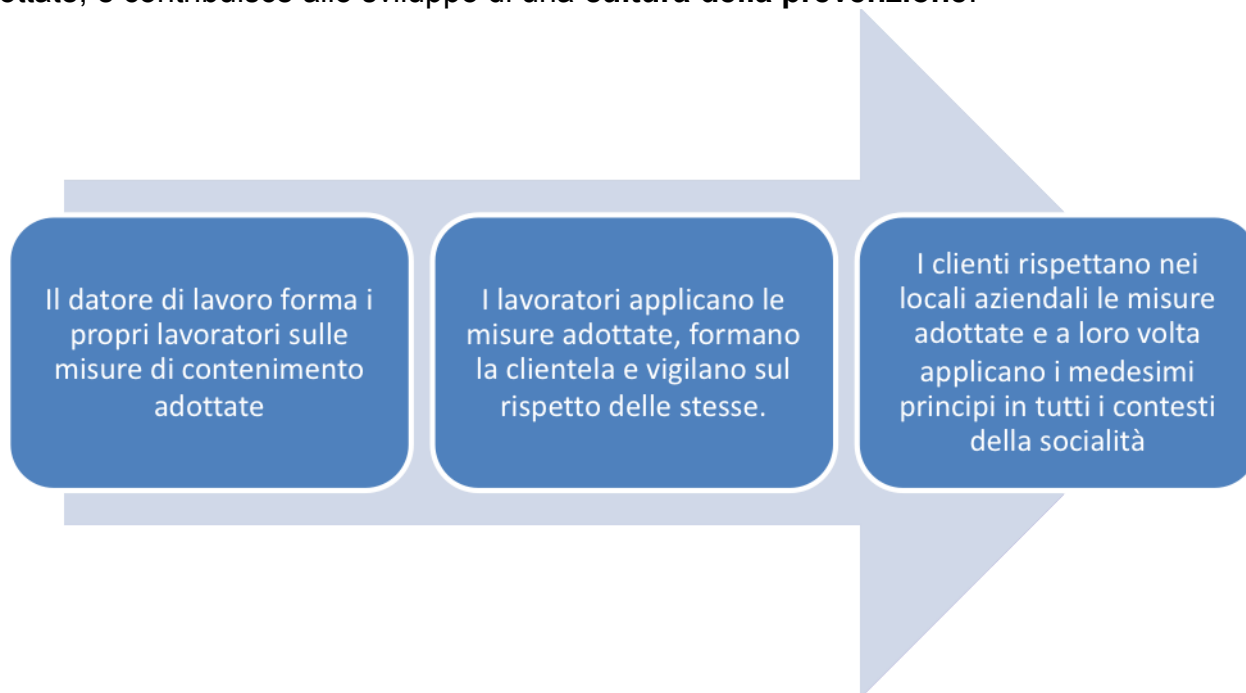 adottate, e contribuisce allo sviluppo di una cultura della prevenzione.
Il datore di lavoro forma i
propri lavoratori sulle
misure di contenimento
adottate
I lavoratori applicano le
misure adottate, formano
la clientela e vigilano sul
rispetto delle stesse.
I clienti rispettano nei
locali aziendali le misure
adottate e a loro volta
applicano i medesimi
principi in tutti i contesti
della socialità